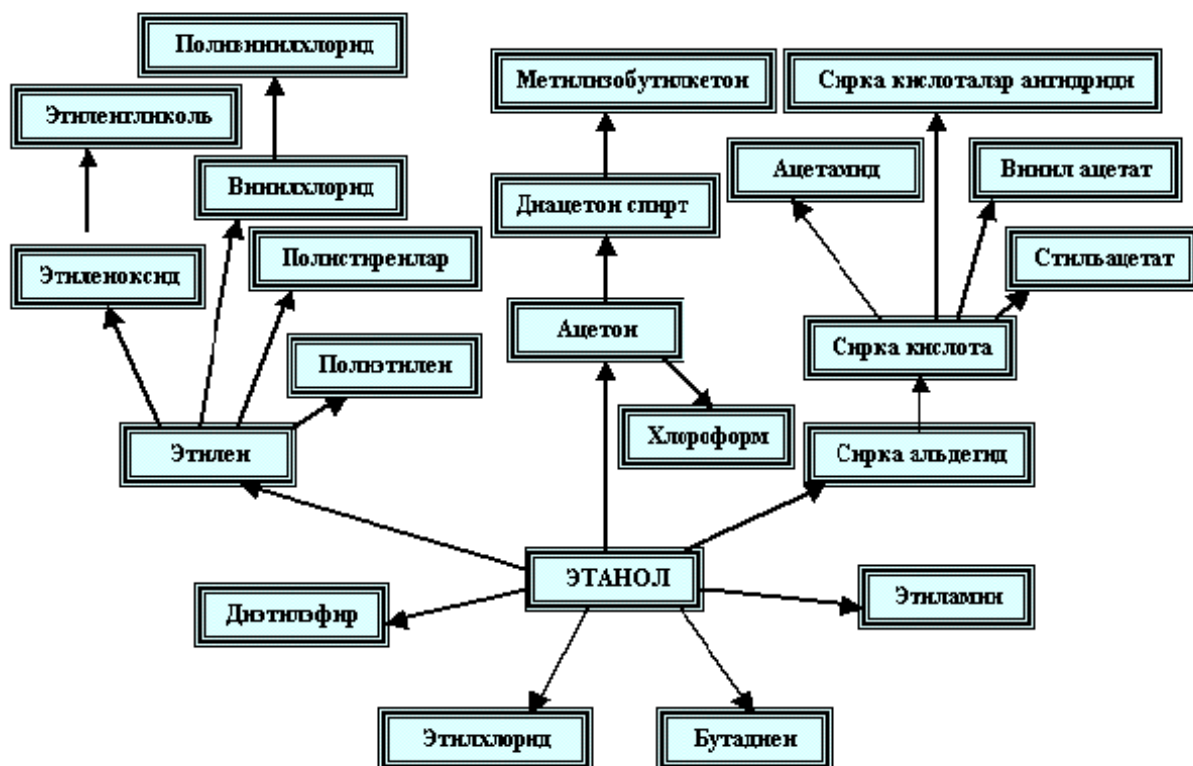 Поливинилхлорид
Метилизобутилкетон
Сирка кислоталар ангидриди
Этиленгликоль
Ацетамид
Винил ацетат
Винилхлорид
Диацетон спирт
Этиленоксид
Полистиренлар
Стильацетат
Ацетон
Сирка кислота
Полиэтилен
Хлороформ
Этилен
Сирка альдегид
ЭТАНОЛ
Диэтилэфир
Этиламин
Этилхлорид
Бутадиен